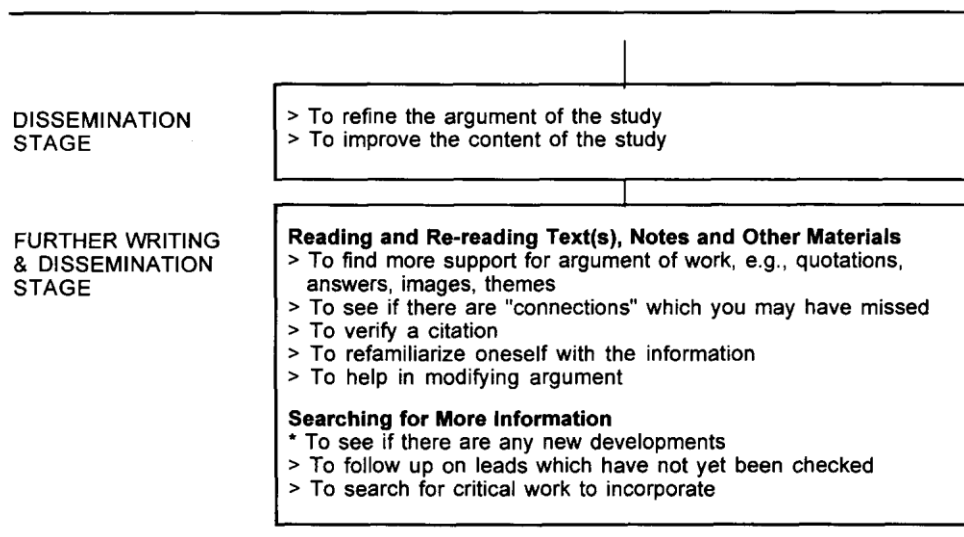 DISSEMINATION
STAGE
> To refine the argument of the study
> To improve the content of the study
FURTHER WRITING
& DISSEMINATION
STAGE
Reading and Re-reading Text(s), Notes and Other Materials
> To find more support for argument of work, e.g., quotations,
answers, images, themes
> To see if there are "connections" which you may have missed
> To verify a citation
> To refamiliarize oneself with the information
> To help in modifying argument
Searching for More Information
* To see if there are any new developments
> To follow up on leads which have not yet been checked
> To search for critical work to incorporate